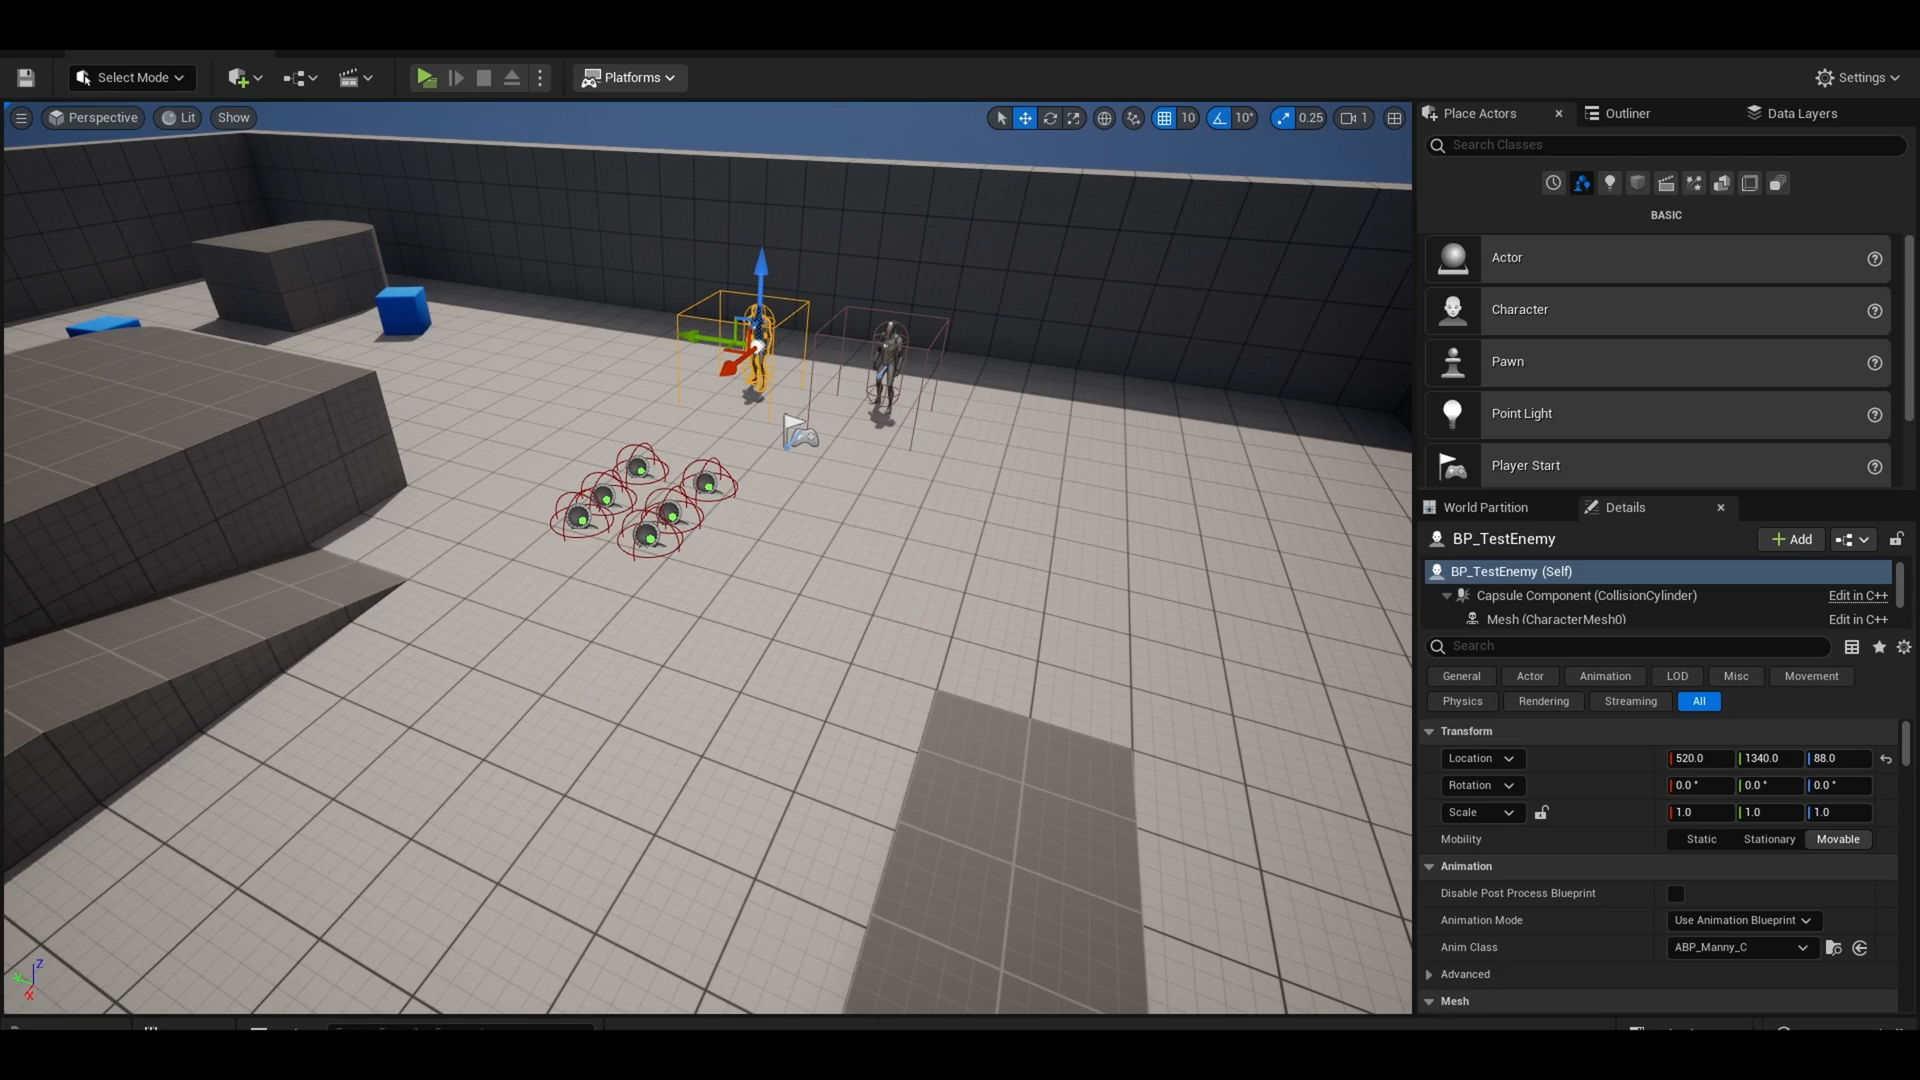 Select Mode
Platforms
Settings
Perspective
Lit
Show
10
10°
0.25
1
Place Actors
Outliner
Data Layers
Search Classes
BASIC
Actor
Character
Pawn
Point Light
Player Start
World Partition
Details
BP_TestEnemy
Add
BP_TestEnemy (Self)
Capsule Component (CollisionCylinder)
Edit in C++
Mesh (CharacterMesh0)
Edit in C++
Search
General
Actor
Animation
LOD
Misc
Movement
Physics
Rendering
Streaming
All
Transform
Location
520.0
1340.0
88.0
Rotation
0.0 °
0.0 °
0.0 °
Scale
1.0
1.0
1.0
Mobility
Static
Stationary
Movable
Animation
Disable Post Process Blueprint
Animation Mode
Use Animation Blueprint
Anim Class
ABP_Manny_C
Advanced
Mesh
Z
Y
X